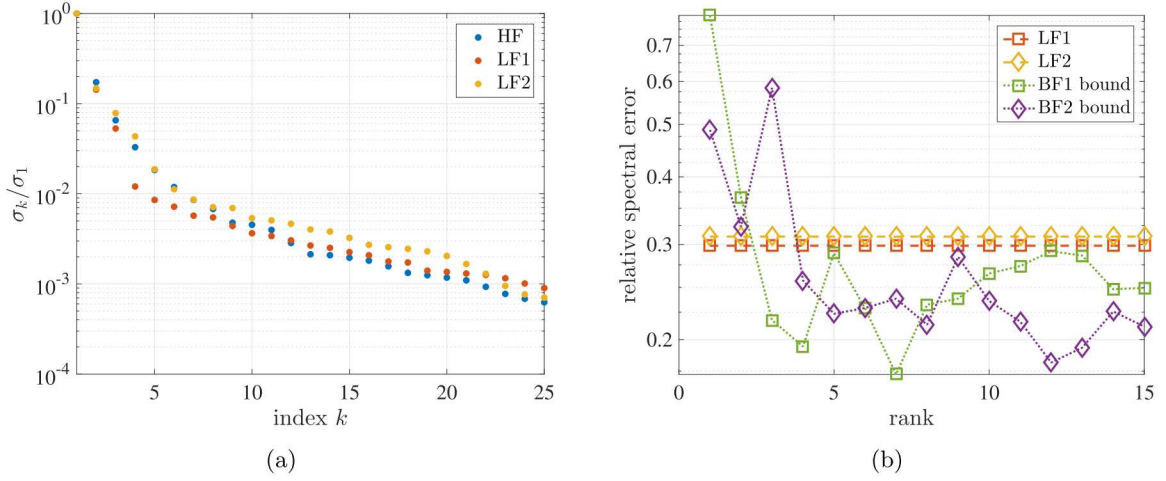 10^0
10^{-1}
10^{-2}
10^{-3}
10^{-4}
σ_k/σ_1
5
10
15
20
25
index k
HF
LF1
LF2
(a)
0.7
0.6
0.5
0.4
0.3
0.2
relative spectral error
0
5
10
15
rank
LF1
LF2
BF1 bound
BF2 bound
(b)